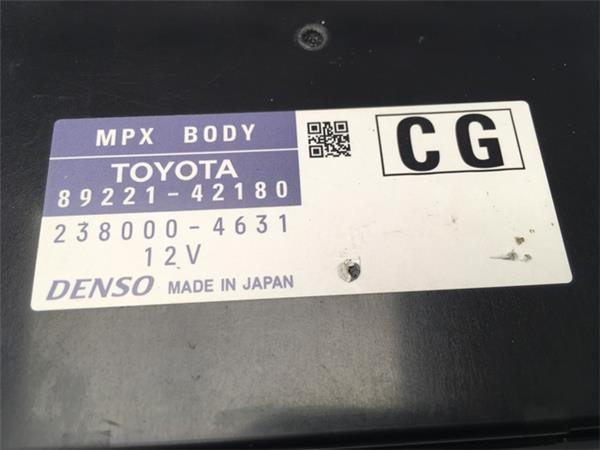 MPX BODY
TOYOTA
89221-42180
238000-4631
12V
DENSO MADE IN JAPAN
CG